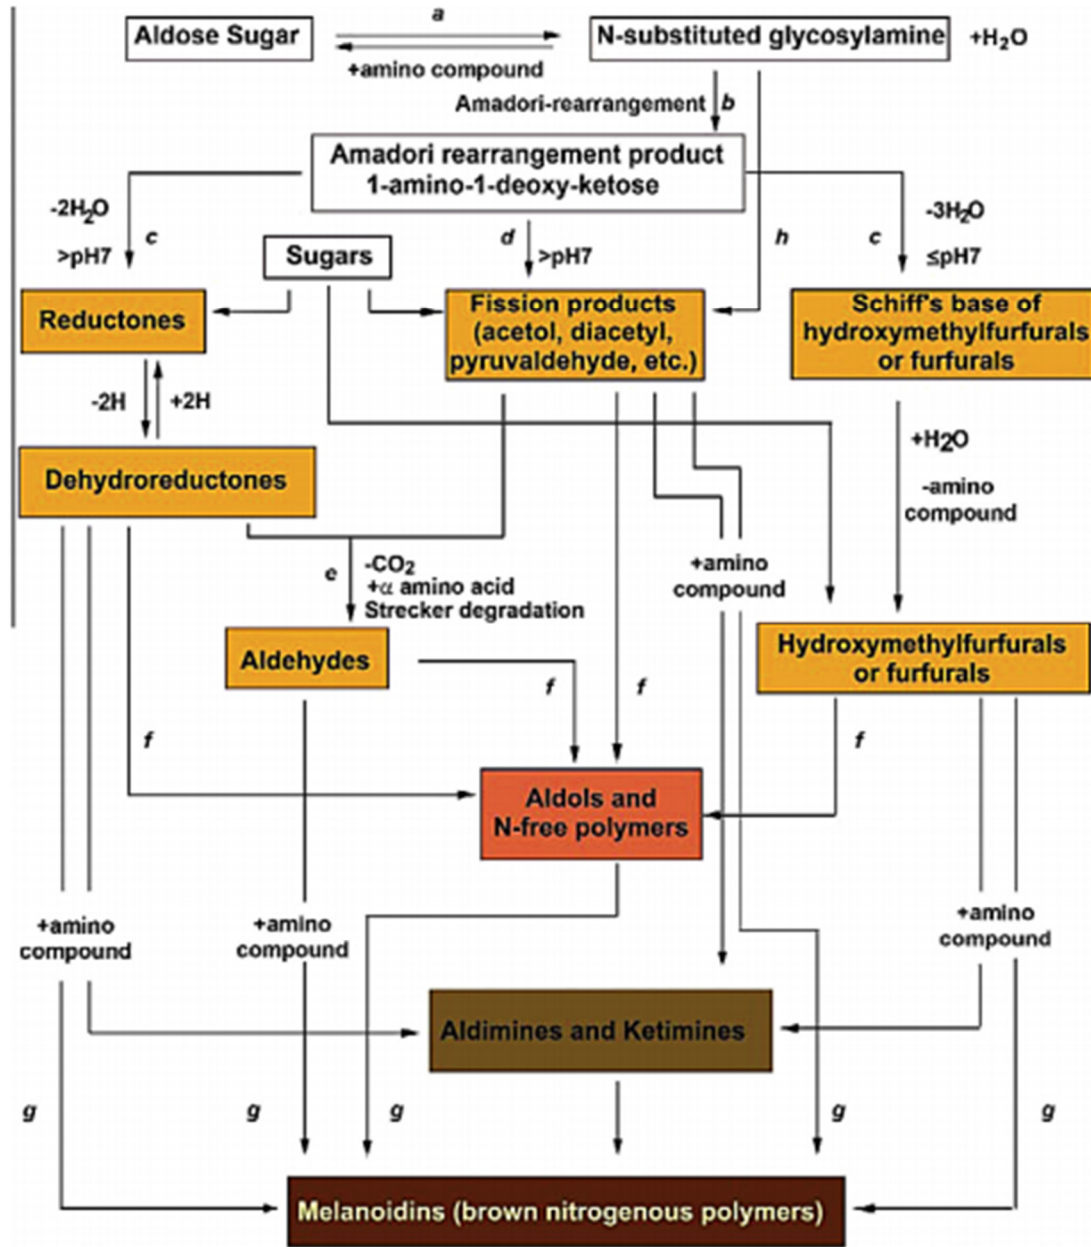 a
Aldose Sugar
N-substituted glycosylamine
+H₂O
+amino compound
Amadori-rearrangement
b
Amadori rearrangement product
1-amino-1-deoxy-ketose
-2H₂O
>pH7
c
Sugars
d
>pH7
h
c
-3H₂O
≤pH7
Reductones
Fission products
(acetol, diacetyl,
pyruvaldehyde, etc.)
Schiff's base of
hydroxymethylfurfurals
or furfurals
-2H
+2H
+H₂O
-amino
compound
Dehydroreductones
e
-CO₂
+α amino acid
Strecker degradation
+amino
compound
Aldehydes
Hydroxymethylfurfurals
or furfurals
f
f
f
f
Aldols and
N-free polymers
+amino
compound
+amino
compound
+amino
compound
Aldimines and Ketimines
g
g
g
g
g
Melanoidins (brown nitrogenous polymers)